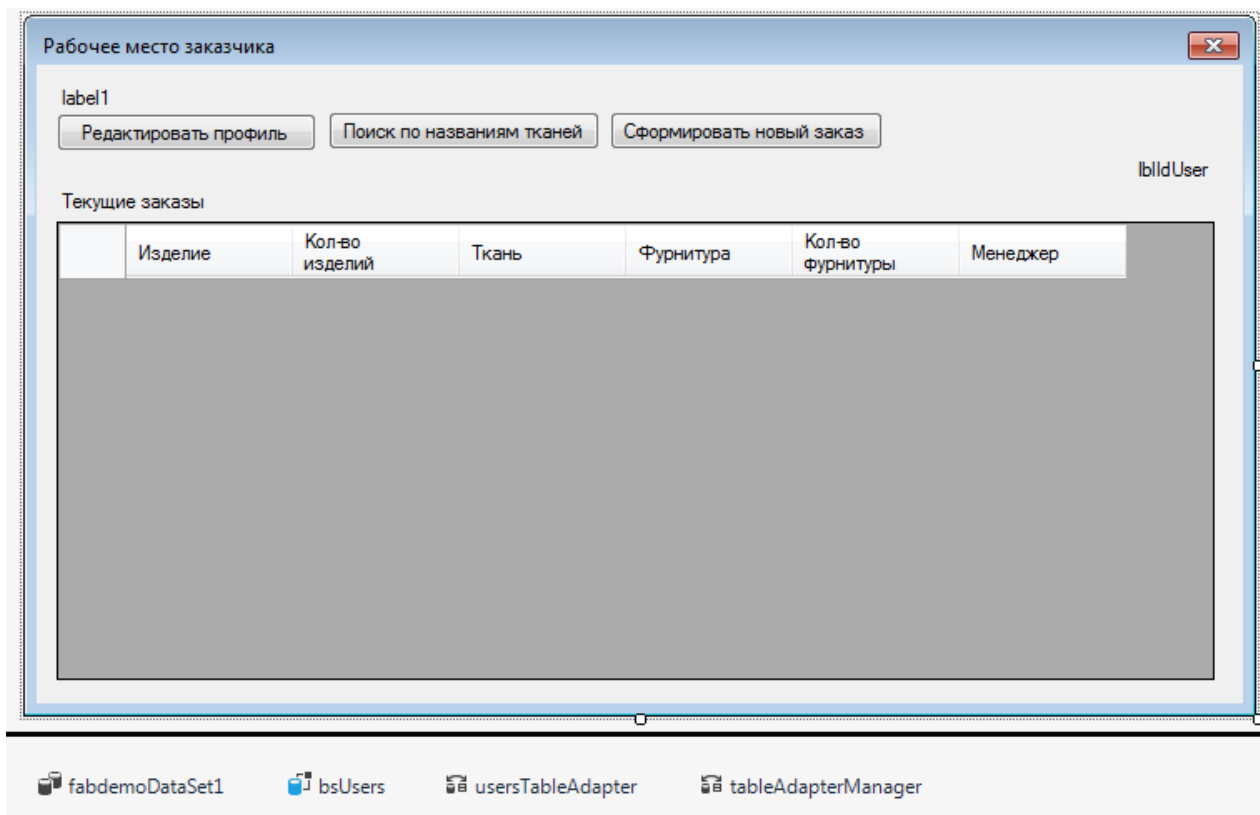 Рабочее место заказчика
label1
Редактировать профиль Поиск по названиям тканей Сформировать новый заказ
lblIdUser
Текущие заказы
Изделие Кол-во изделий Ткань Фурнитура Кол-во фурнитуры Менеджер
fabdemoDataSet1 bsUsers usersTableAdapter tableAdapterManager